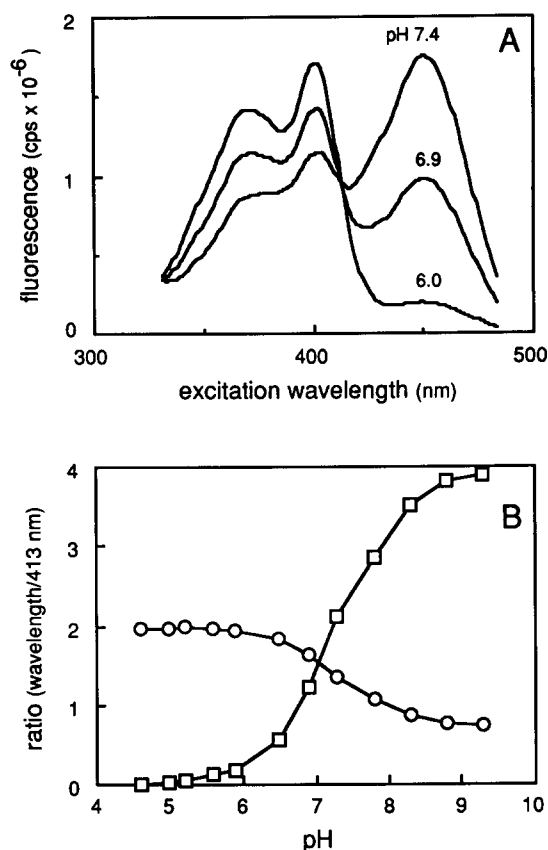 2
pH 7.4
A
fluorescence (cps x 10⁻⁶)
6.9
1
6.0
0
300
400
500
excitation wavelength (nm)
4
B
ratio (wavelength/413 nm)
3
2
1
0
4
5
6
7
8
9
10
pH